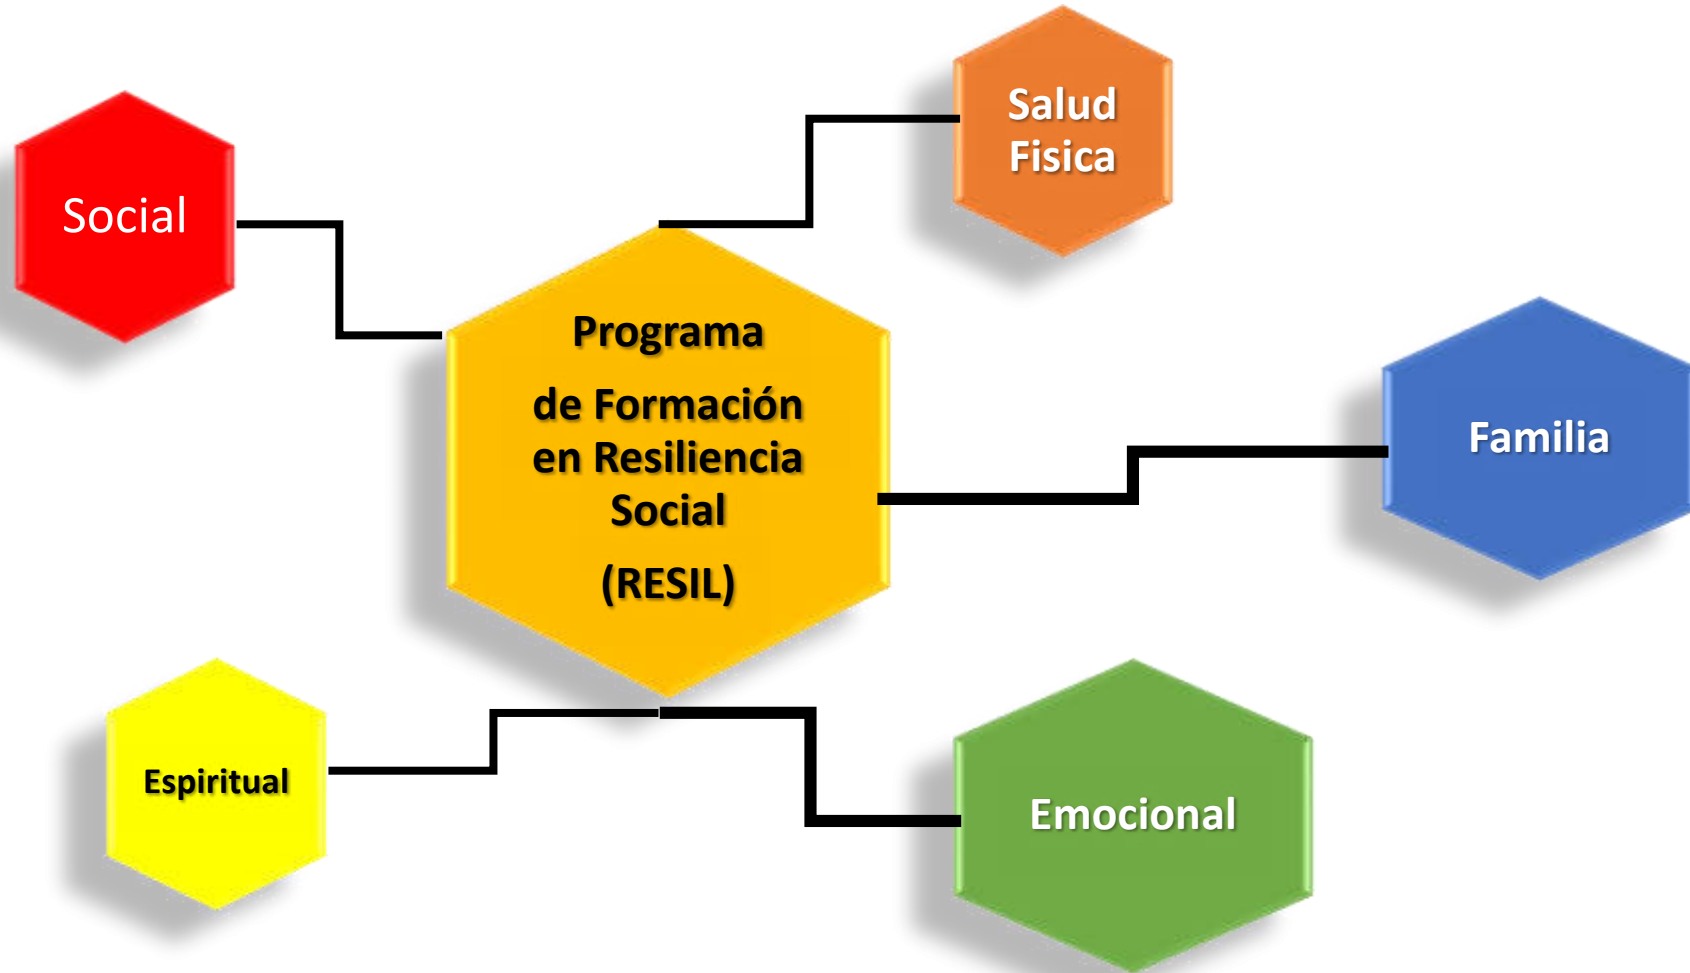 Salud
Fisica
Social
Programa
de Formación
en Resiliencia
Social
(RESIL)
Familia
Espiritual
Emocional